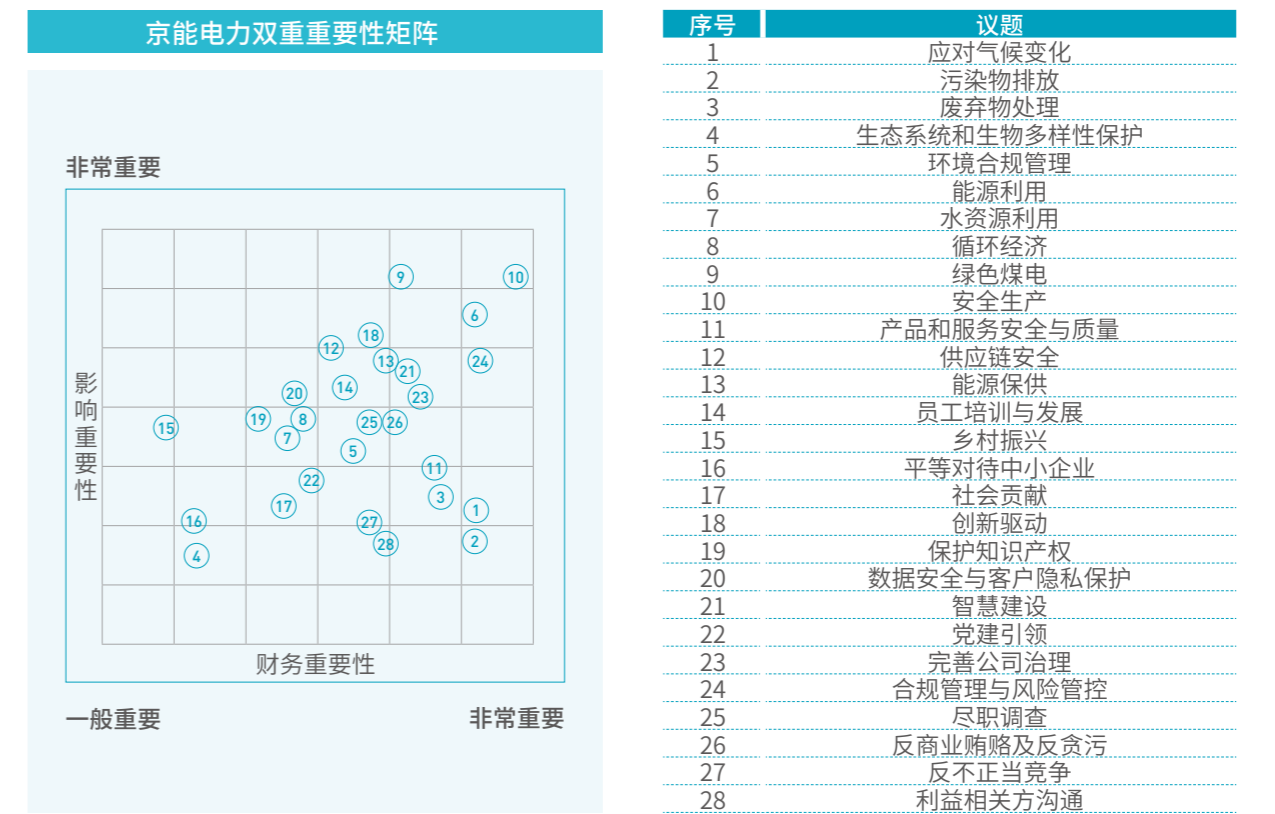 京能电力双重重要性矩阵
非常重要
9
10
6
18
12
13
24
21
14
20
23
19
8
25
26
15
7
5
11
22
3
17
1
16
27
2
28
4
影响重要性
财务重要性
一般重要
非常重要
序号 议题
1 应对气候变化
2 污染物排放
3 废弃物处理
4 生态系统和生物多样性保护
5 环境合规管理
6 能源利用
7 水资源利用
8 循环经济
9 绿色煤电
10 安全生产
11 产品和服务安全与质量
12 供应链安全
13 能源保供
14 员工培训与发展
15 乡村振兴
16 平等对待中小企业
17 社会贡献
18 创新驱动
19 保护知识产权
20 数据安全与客户隐私保护
21 智慧建设
22 党建引领
23 完善公司治理
24 合规管理与风险管控
25 尽职调查
26 反商业贿赂及反贪污
27 反不正当竞争
28 利益相关方沟通